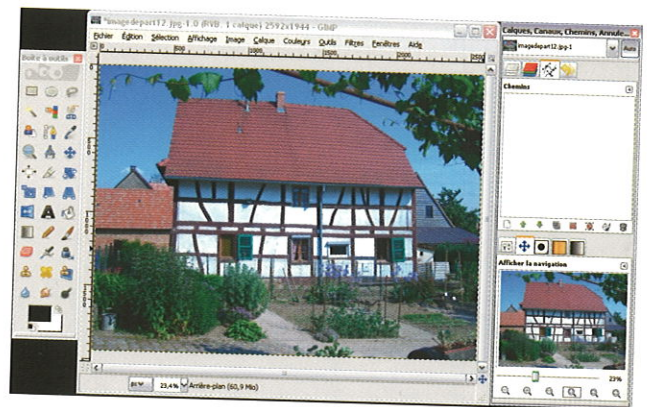 *imagedepart12.jpg-1.0 (RVB, 1 calque) 2592x1944 - GIMP
Fichier Édition Sélection Affichage Image Calque Couleurs Outils Filtres Fenêtres Aide
Boîte à outils
px 23,4% Arrière-plan (60,9 Mio)
Calques, Canaux, Chemins, Annule...
imagedepart12.jpg-1 Auto
Chemins
Afficher la navigation
23%